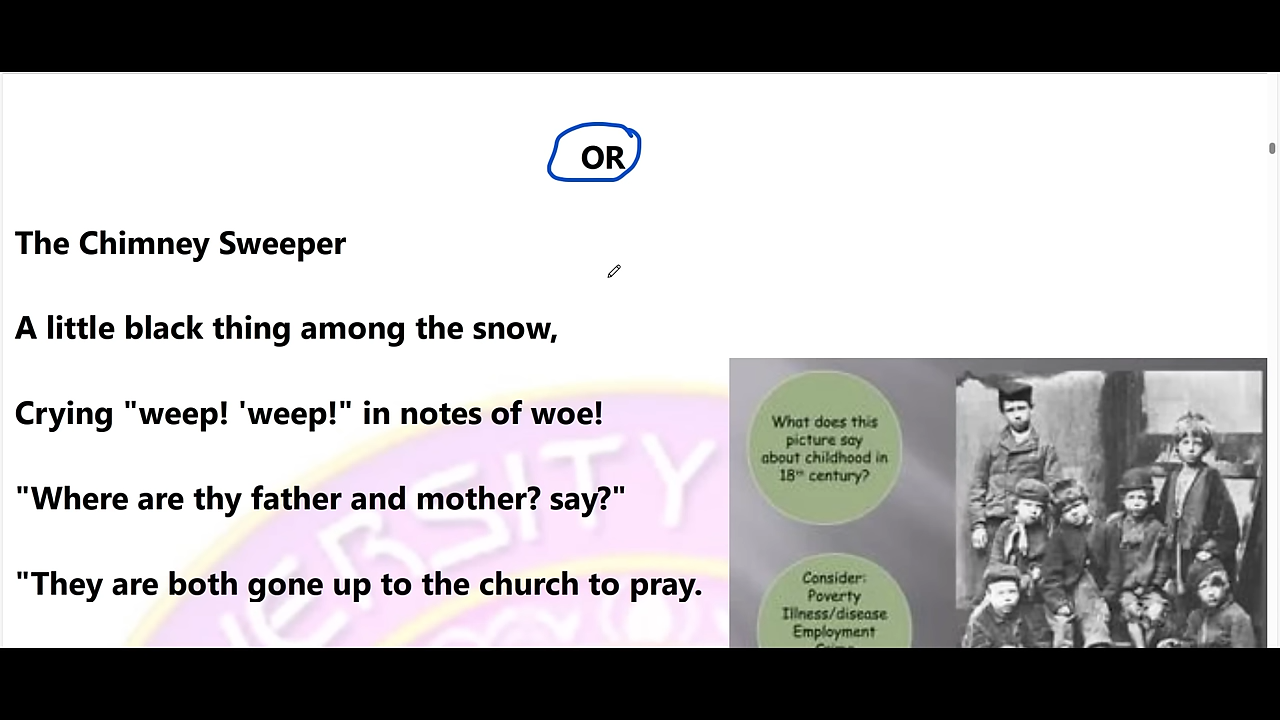 OR
The Chimney Sweeper
A little black thing among the snow,
Crying "weep! 'weep!" in notes of woe!
"Where are thy father and mother? say?"
"They are both gone up to the church to pray.
What does this
picture say
about childhood in
18th century?
Consider:
Poverty
Illness/disease
Employment
ERSITY